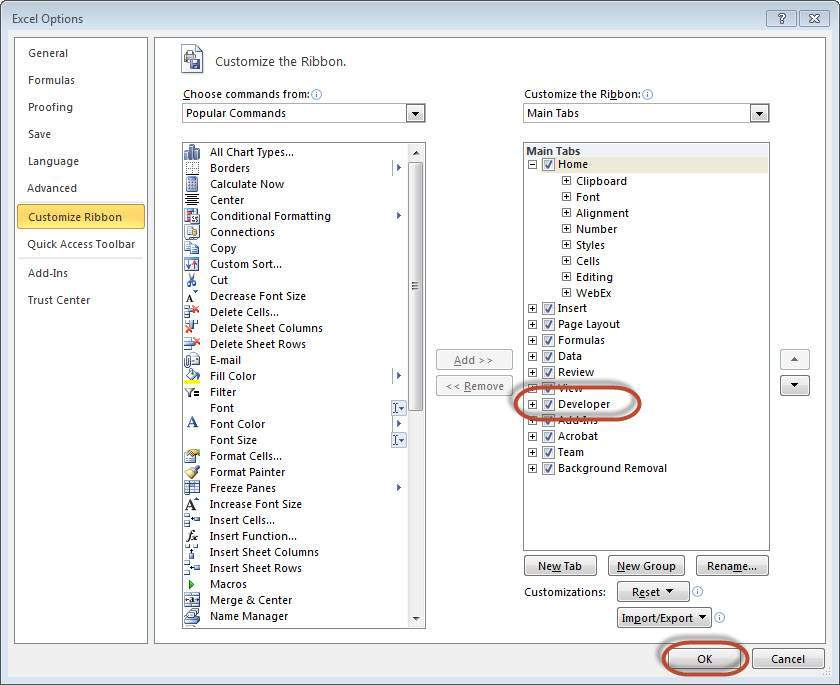 Excel Options
General
Formulas
Proofing
Save
Language
Advanced
Customize Ribbon
Quick Access Toolbar
Add-Ins
Trust Center
Customize the Ribbon.
Choose commands from:
Popular Commands
All Chart Types...
Borders
Calculate Now
Center
Conditional Formatting
Connections
Copy
Custom Sort...
Cut
Decrease Font Size
Delete Cells...
Delete Sheet Columns
Delete Sheet Rows
E-mail
Fill Color
Filter
Font
Font Color
Font Size
Format Cells...
Format Painter
Freeze Panes
Increase Font Size
Insert Cells...
Insert Function...
Insert Sheet Columns
Insert Sheet Rows
Macros
Merge & Center
Name Manager
Add >>
<< Remove
Customize the Ribbon:
Main Tabs
Main Tabs
Home
Clipboard
Font
Alignment
Number
Styles
Cells
Editing
WebEx
Insert
Page Layout
Formulas
Data
Review
View
Developer
Add-Ins
Acrobat
Team
Background Removal
New Tab
New Group
Rename...
Customizations:
Reset
Import/Export
OK
Cancel